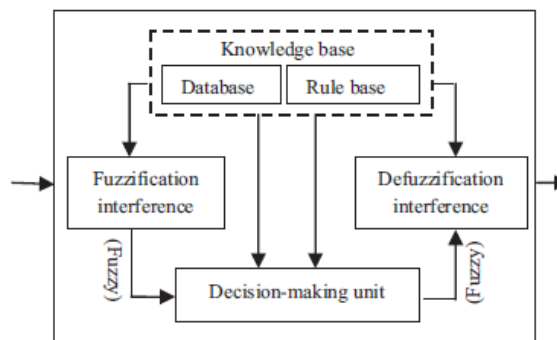 Knowledge base
Database
Rule base
Fuzzification
interference
Defuzzification
interference
(Fuzzy)
Decision-making unit
(Fuzzy)